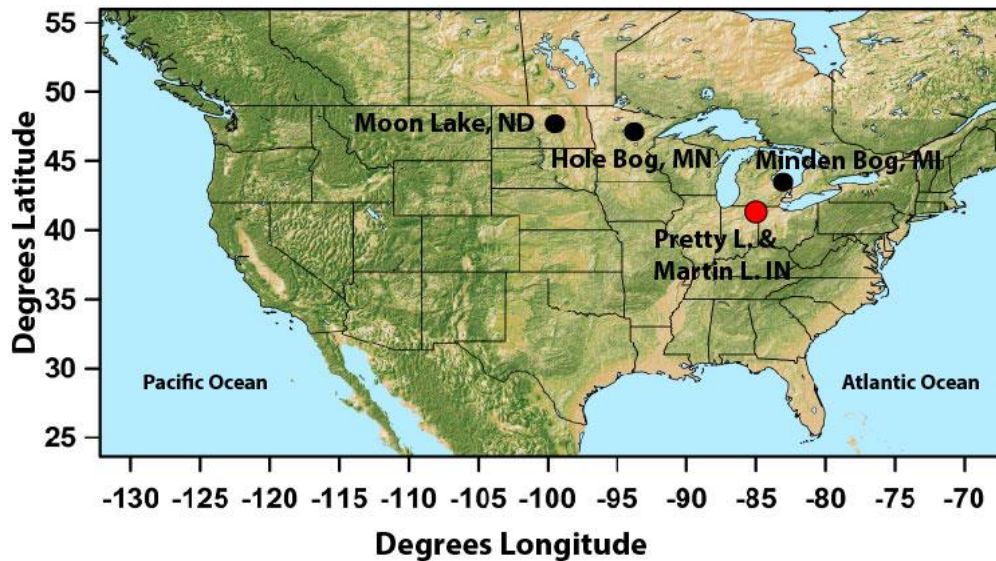 55
50
45
40
35
30
25
Degrees Latitude
Moon Lake, ND
Hole Bog, MN
Minden Bog, MI
Pretty L. &
Martin L. IN
Pacific Ocean
Atlantic Ocean
-130 -125 -120 -115 -110 -105 -100 -95 -90 -85 -80 -75 -70
Degrees Longitude